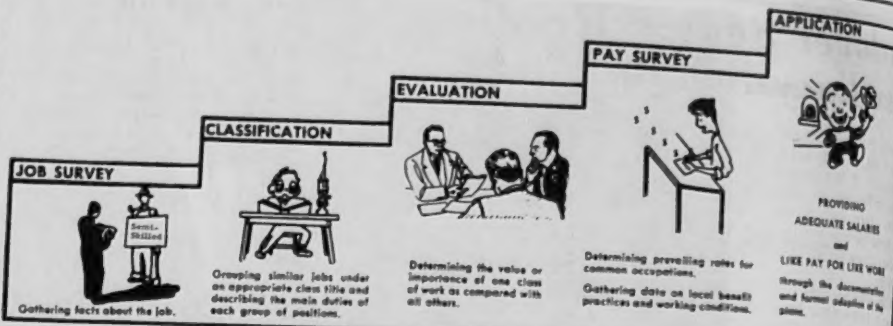 JOB SURVEY
Semi-
Skilled
Gathering facts about the job.
CLASSIFICATION
Grouping similar jobs under
an appropriate class title and
describing the main duties of
each group of positions.
EVALUATION
Determining the value or
importance of one class
of work as compared with
all others.
PAY SURVEY
$
$
$
$
$
Determining prevailing rates for
common occupations.
Gathering data on local benefit
practices and working conditions.
APPLICATION
PROVIDING
ADEQUATE SALARIES
and
LIKE PAY FOR LIKE WORK
through the documentation
and formal adoption of the
plans.